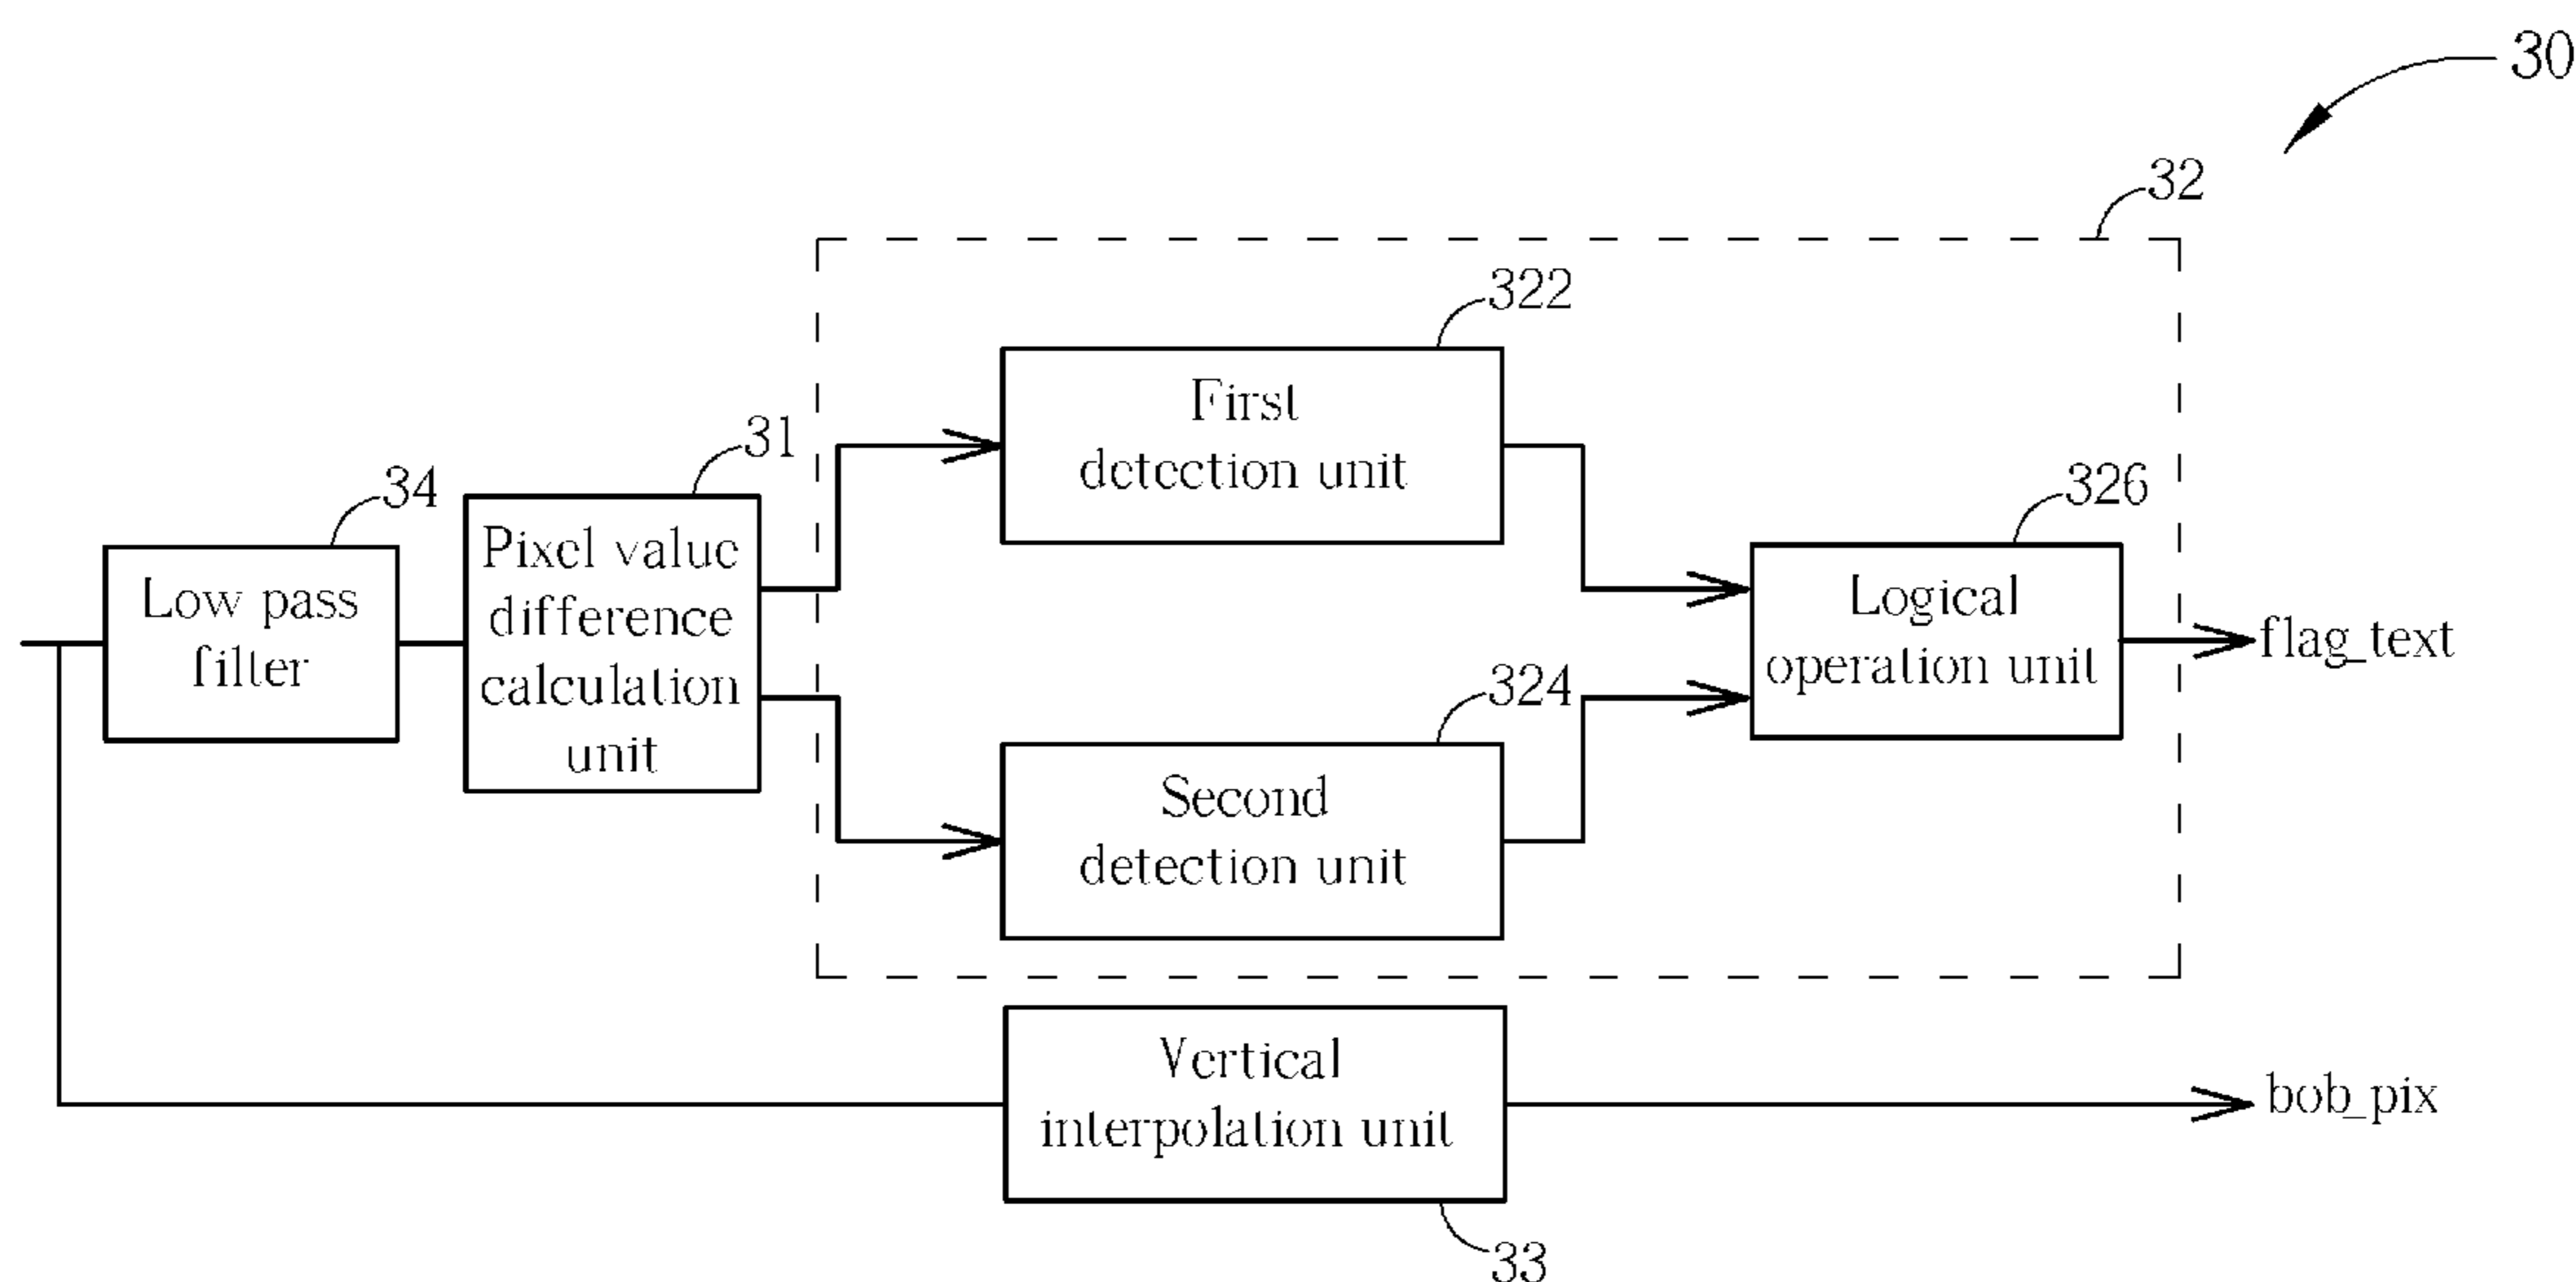 30
32
322
First
detection unit
31
34
Pixel value
difference
calculation
unit
Low pass
filter
326
Logical
operation unit
flag_text
324
Second
detection unit
Vertical
interpolation unit
bob_pix
33